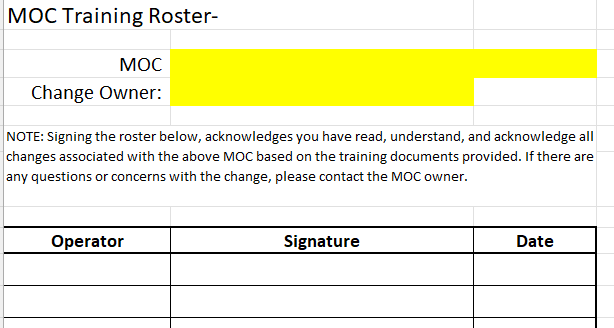 MOC Training Roster-
MOC
Change Owner:
NOTE: Signing the roster below, acknowledges you have read, understand, and acknowledge all
changes associated with the above MOC based on the training documents provided. If there are
any questions or concerns with the change, please contact the MOC owner.
Operator Signature Date